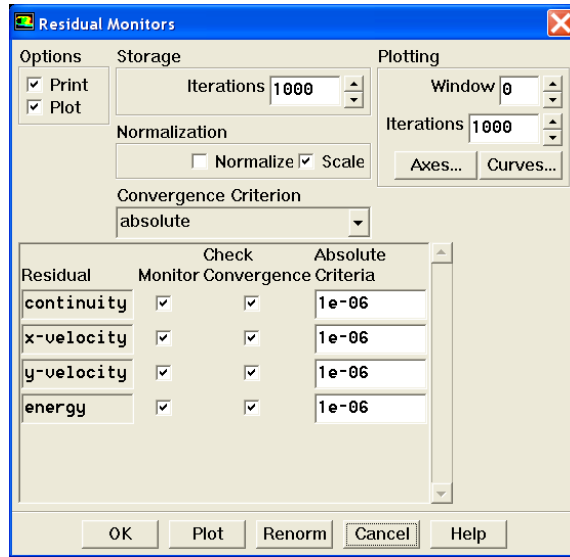 Residual Monitors
Options
Print
Plot
Storage
Iterations 1000
Normalization
Normalize Scale
Convergence Criterion
absolute
Plotting
Window 0
Iterations 1000
Axes... Curves...
Residual Monitor Check Convergence Absolute Criteria
continuity 1e-06
x-velocity 1e-06
y-velocity 1e-06
energy 1e-06
OK Plot Renorm Cancel Help